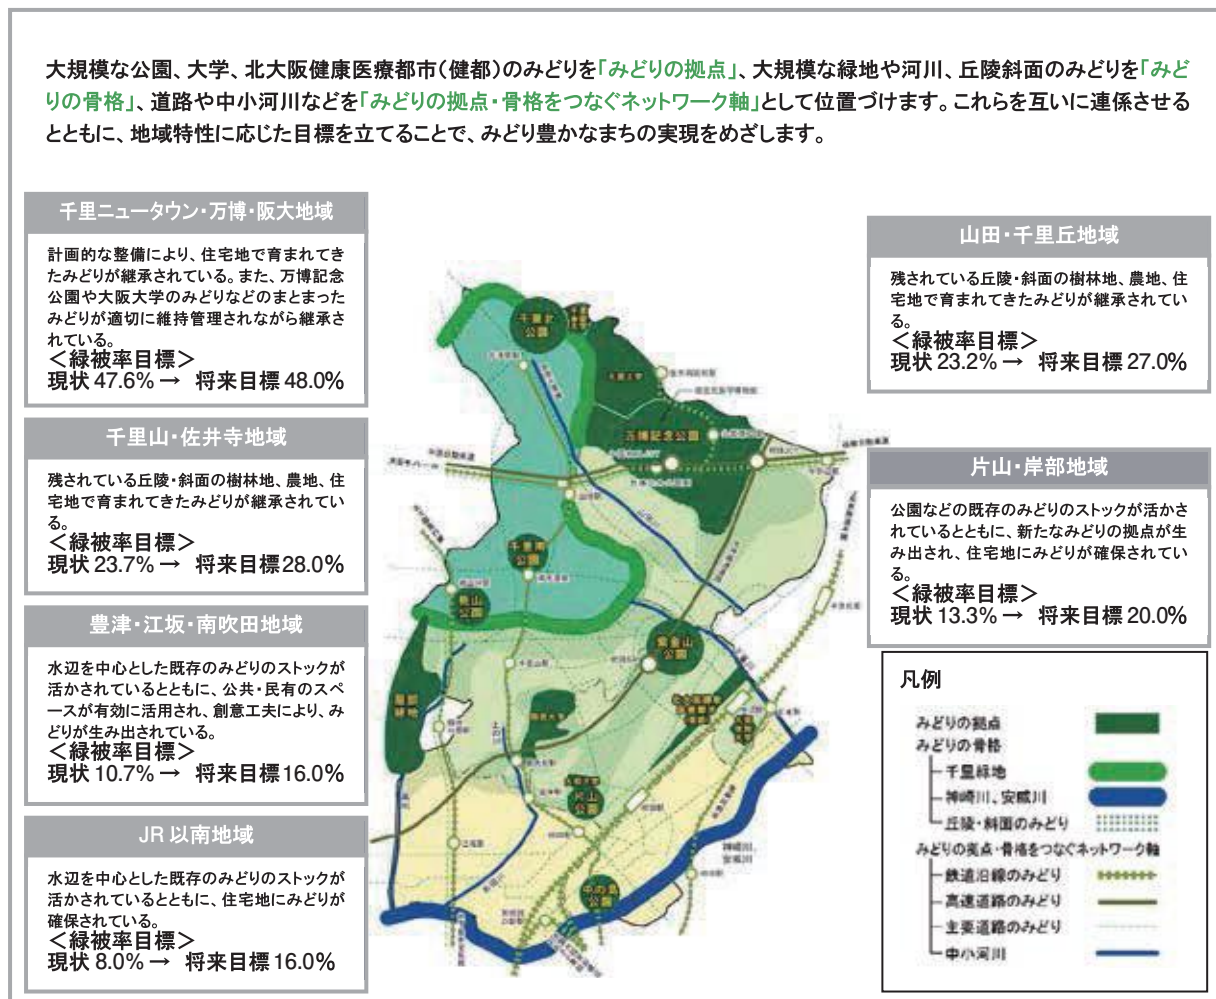 大規模な公園、大学、北大阪健康医療都市（健都）のみどりを「みどりの拠点」、大規模な緑地や河川、丘陵斜面のみどりを「みど
りの骨格」、道路や中小河川などを「みどりの拠点・骨格をつなぐネットワーク軸」として位置づけます。これらを互いに連係させる
とともに、地域特性に応じた目標を立てることで、みどり豊かなまちの実現をめざします。
千里ニュータウン・万博・阪大地域
計画的な整備により、住宅地で育まれてき
たみどりが継承されている。また、万博記念
公園や大阪大学のみどりなどのまとまった
みどりが適切に維持管理されながら継承さ
れている。
＜緑被率目標＞
現状 47.6%→ 将来目標 48.0%
千里山・佐井寺地域
残されている丘陵・斜面の樹林地、農地、住
宅地で育まれてきたみどりが継承されてい
る。
＜緑被率目標＞
現状 23.7%→ 将来目標 28.0%
豊津・江坂・南吹田地域
水辺を中心とした既存のみどりのストックが
活かされているとともに、公共・民有のスペ
ースが有効に活用され、創意工夫により、み
どりが生み出されている。
＜緑被率目標＞
現状 10.7%→ 将来目標 16.0%
JR 以南地域
水辺を中心とした既存のみどりのストックが
活かされているとともに、住宅地にみどりが
確保されている。
＜緑被率目標＞
現状 8.0%→ 将来目標 16.0%
千里北
公園
万博記念公園
千里南
公園
桃山
公園
紫金山
公園
服部
緑地
片山
公園
中の島
公園
神崎川、
安威川
山田・千里丘地域
残されている丘陵・斜面の樹林地、農地、住
宅地で育まれてきたみどりが継承されてい
る。
＜緑被率目標＞
現状 23.2%→ 将来目標 27.0%
片山・岸部地域
公園などの既存のみどりのストックが活かさ
れているとともに、新たなみどりの拠点が生
み出され、住宅地にみどりが確保されてい
る。
＜緑被率目標＞
現状 13.3%→ 将来目標 20.0%
凡例
みどりの拠点
みどりの骨格
千里緑地
神崎川、安威川
丘陵・斜面のみどり
みどりの拠点・骨格をつなぐネットワーク軸
鉄道沿線のみどり
高速道路のみどり
主要道路のみどり
中小河川